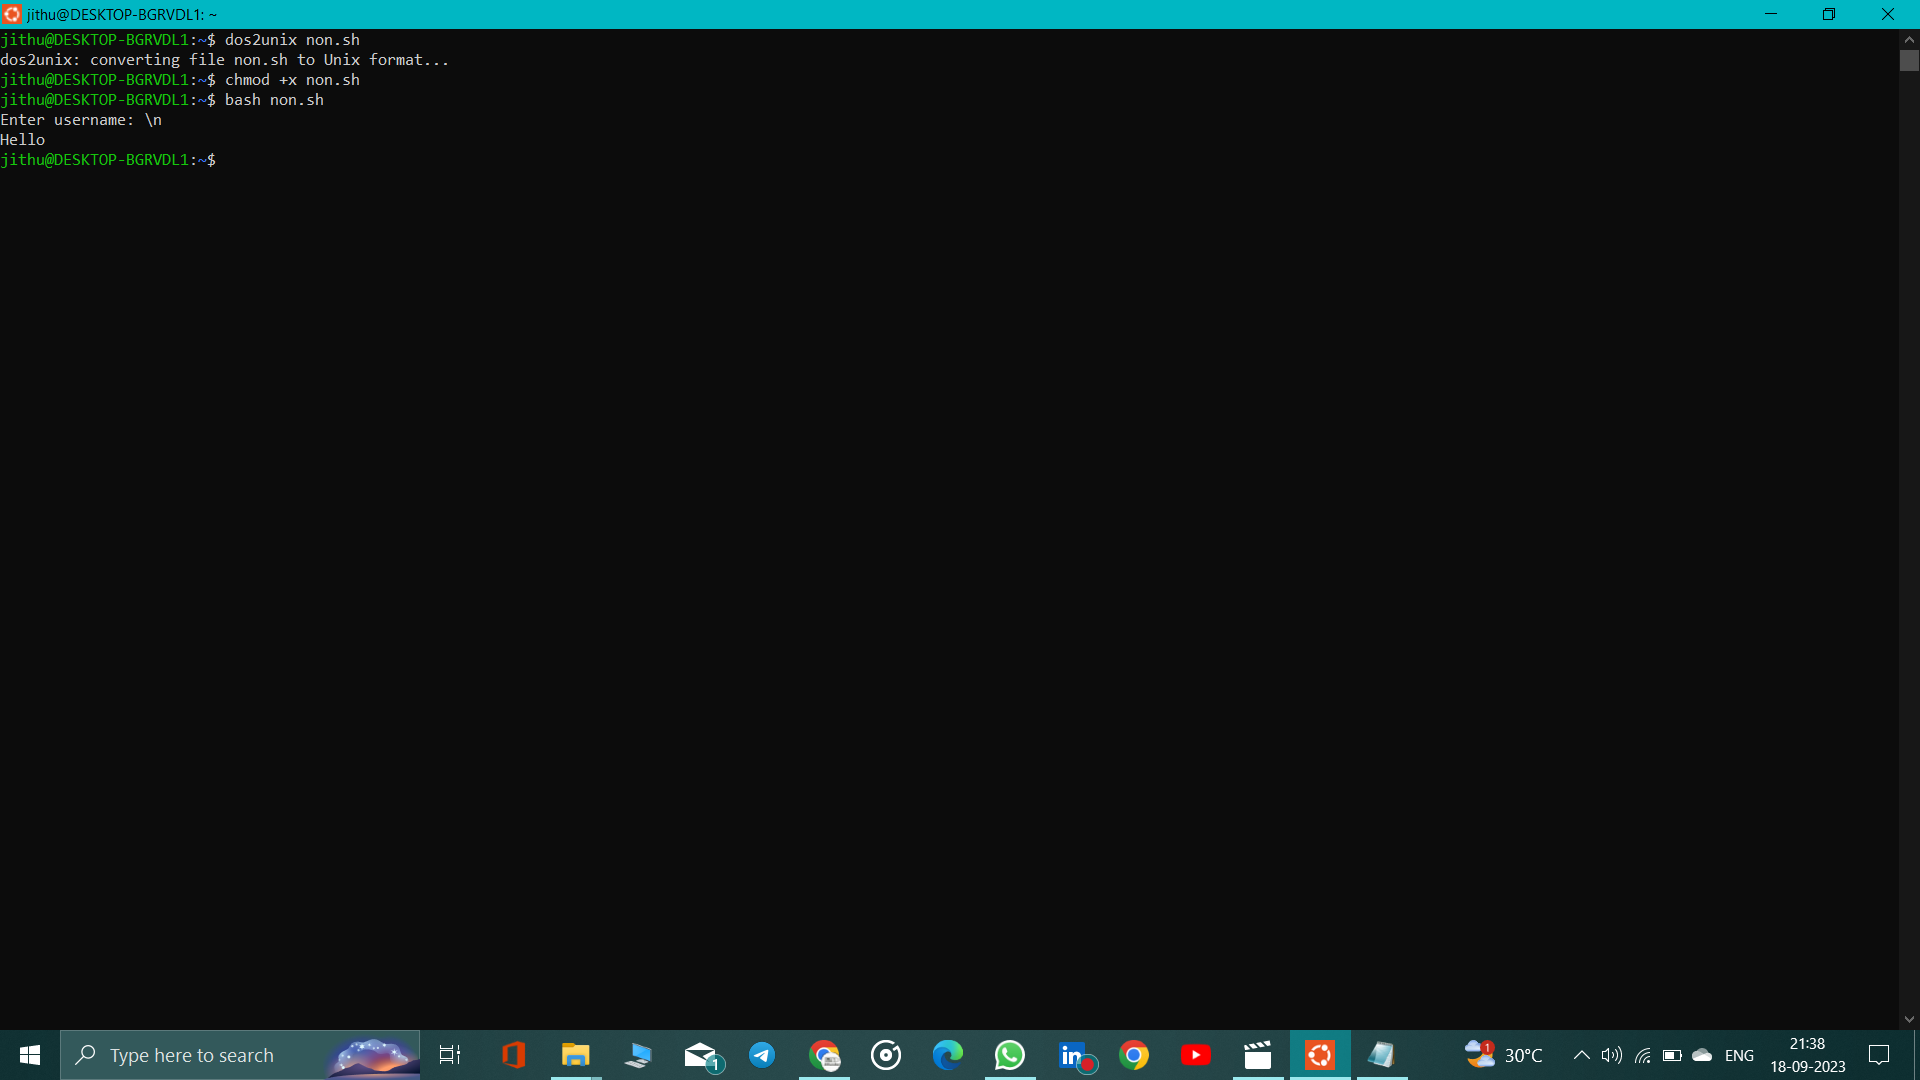 jithu@DESKTOP-BGRVDL1: ~
jithu@DESKTOP-BGRVDL1:~$ dos2unix non.sh
dos2unix: converting file non.sh to Unix format...
jithu@DESKTOP-BGRVDL1:~$ chmod +x non.sh
jithu@DESKTOP-BGRVDL1:~$ bash non.sh
Enter username: \n
Hello
jithu@DESKTOP-BGRVDL1:~$
Type here to search
1
in
1
30°C
ENG
21:38
18-09-2023